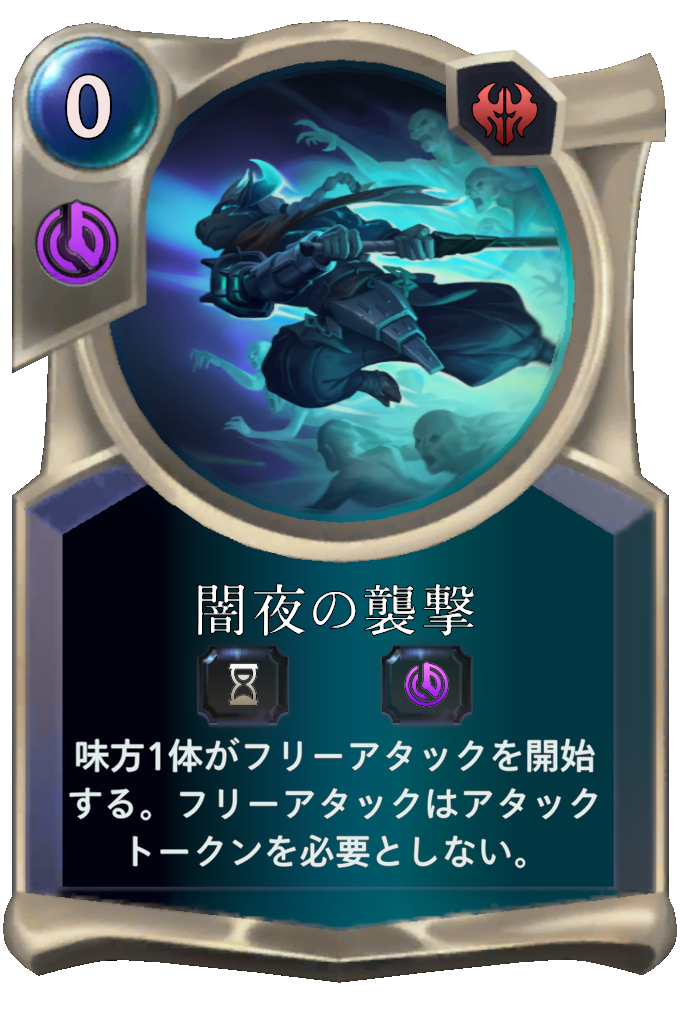 0
闇夜の襲撃
味方1体がフリーアタックを開始
する。フリーアタックはアタック
トークンを必要としない。